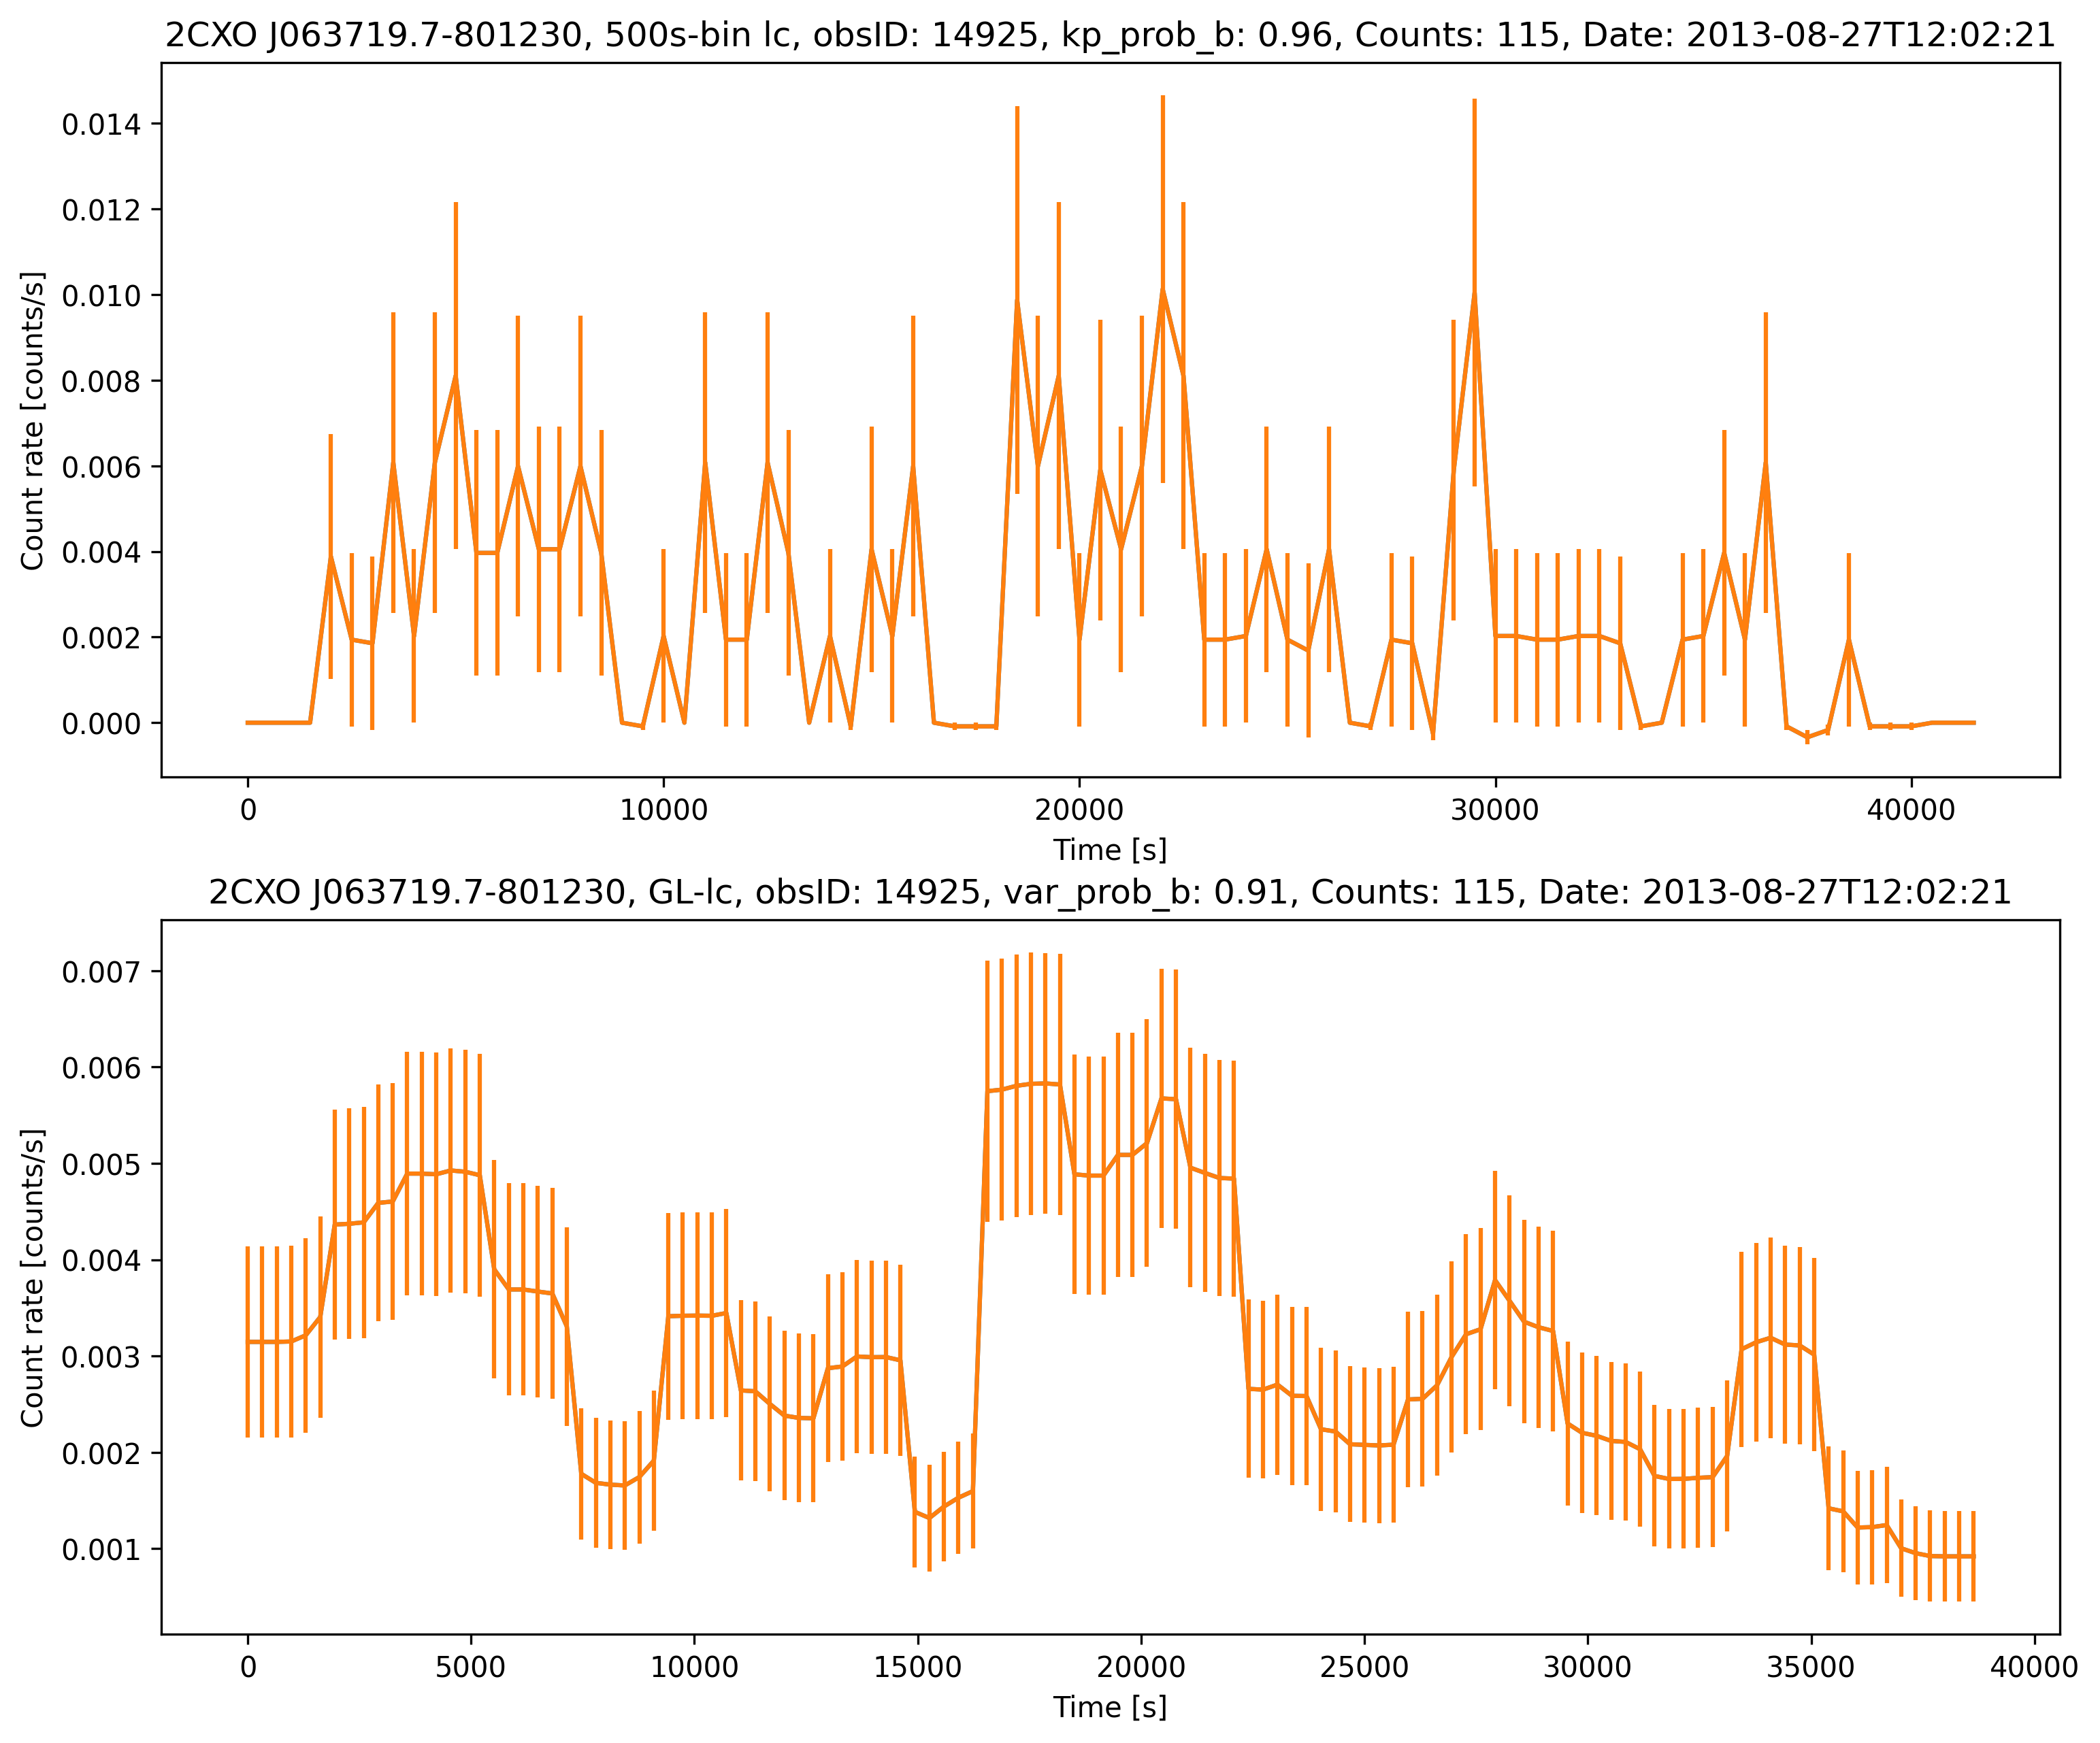 2CXO J063719.7-801230, 500s-bin lc, obsID: 14925, kp_prob_b: 0.96, Counts: 115, Date: 2013-08-27T12:02:21
0.014
0.012
0.010
0.008
0.006
0.004
0.002
0.000
Count rate [counts/s]
0 10000 20000 30000 40000
Time [s]
2CXO J063719.7-801230, GL-lc, obsID: 14925, var_prob_b: 0.91, Counts: 115, Date: 2013-08-27T12:02:21
0.007
0.006
0.005
0.004
0.003
0.002
0.001
Count rate [counts/s]
0 5000 10000 15000 20000 25000 30000 35000 40000
Time [s]